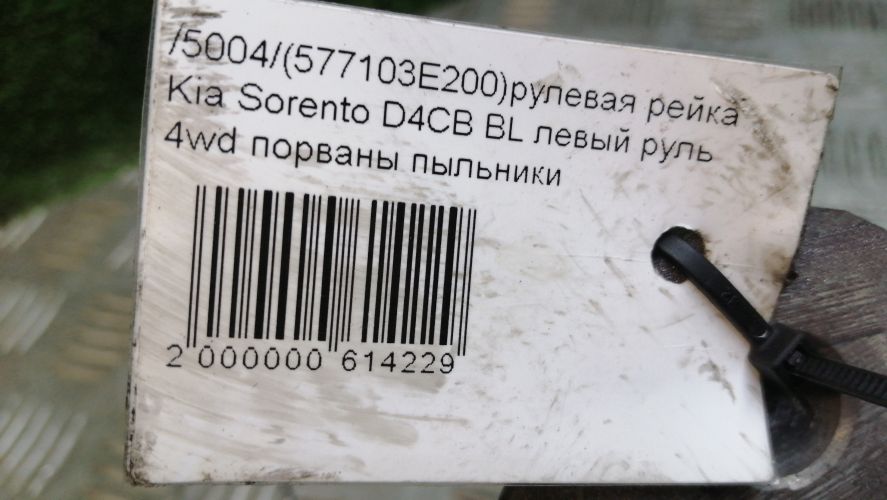 /5004/(577103E200)рулевая рейка
Kia Sorento D4CB BL левый руль
4wd порваны пыльники
2 000000 614229